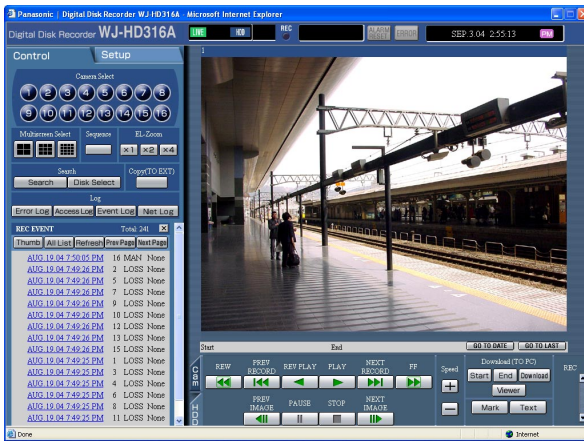 Panasonic | Digital Disk Recorder WJ-HD316A - Microsoft Internet Explorer
Digital Disk Recorder WJ-HD316A
LIVE HDD REC ALARM RESET ERROR SEP.3.04 2:55:13 PM
Control Setup
1
Camera Select
1 2 3 4 5 6 7 8
9 10 11 12 13 14 15 16
Multiscreen Select Sequence EL-Zoom
×1 ×2 ×4
Search Copy(TO EXT)
Search Disk Select
Log
Error Log Access Log Event Log Net Log
REC EVENT Total: 241
Thumb All List Refresh Prev Page Next Page
AUG.19.04 7:50:05 PM 16 MAN None
AUG.19.04 7:49:26 PM 2 LOSS None
AUG.19.04 7:49:26 PM 5 LOSS None
AUG.19.04 7:49:26 PM 7 LOSS None
AUG.19.04 7:49:26 PM 9 LOSS None
AUG.19.04 7:49:26 PM 10 LOSS None
AUG.19.04 7:49:26 PM 12 LOSS None
AUG.19.04 7:49:26 PM 13 LOSS None
AUG.19.04 7:49:26 PM 15 LOSS None
AUG.19.04 7:49:25 PM 1 LOSS None
AUG.19.04 7:49:25 PM 3 LOSS None
AUG.19.04 7:49:25 PM 4 LOSS None
AUG.19.04 7:49:25 PM 6 LOSS None
AUG.19.04 7:49:25 PM 8 LOSS None
AUG.19.04 7:49:25 PM 11 LOSS None
Start End GO TO DATE GO TO LAST
Cam
HDD
REW PREV RECORD REV PLAY PLAY NEXT RECORD FF
PREV IMAGE PAUSE STOP NEXT IMAGE
Speed
Download (TO PC)
Start End Download
Viewer
Mark Text
REC
Done Internet